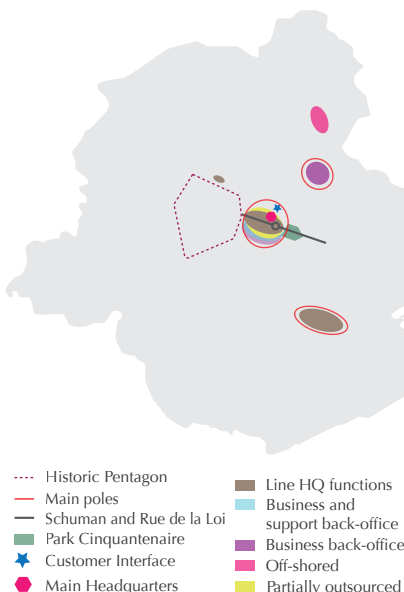 Historic Pentagon
Main poles
Schuman and Rue de la Loi
Park Cinquantenaire
Customer Interface
Main Headquarters
Line HQ functions
Business and
support back-office
Business back-office
Off-shored
Partially outsourced